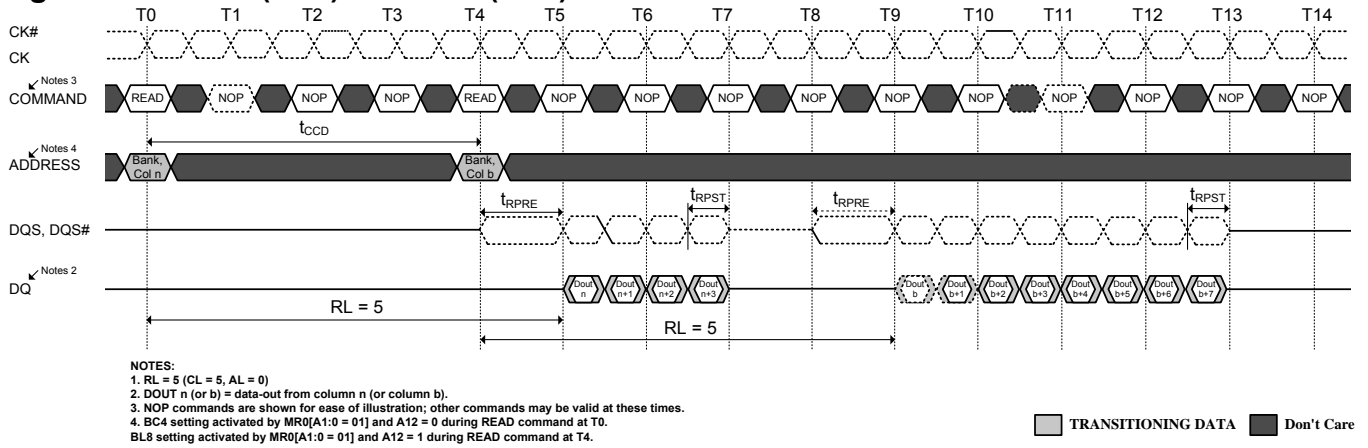 T0 T1 T2 T3 T4 T5 T6 T7 T8 T9 T10 T11 T12 T13 T14
CK#
CK
Notes 3
COMMAND READ NOP NOP NOP READ NOP NOP NOP NOP NOP NOP NOP NOP NOP NOP
tCCD
Notes 4
ADDRESS
Bank, Col n
Bank, Col b
tRPRE tRPST tRPRE tRPST
DQS, DQS#
Notes 2
DQ
Dout n Dout n+1 Dout n+2 Dout n+3 Dout b Dout b+1 Dout b+2 Dout b+3 Dout b+4 Dout b+5 Dout b+6 Dout b+7
RL = 5
RL = 5
NOTES:
1. RL = 5 (CL = 5, AL = 0)
2. DOUT n (or b) = data-out from column n (or column b).
3. NOP commands are shown for ease of illustration; other commands may be valid at these times.
4. BC4 setting activated by MR0[A1:0 = 01] and A12 = 0 during READ command at T0.
BL8 setting activated by MR0[A1:0 = 01] and A12 = 1 during READ command at T4.
TRANSITIONING DATA Don't Care